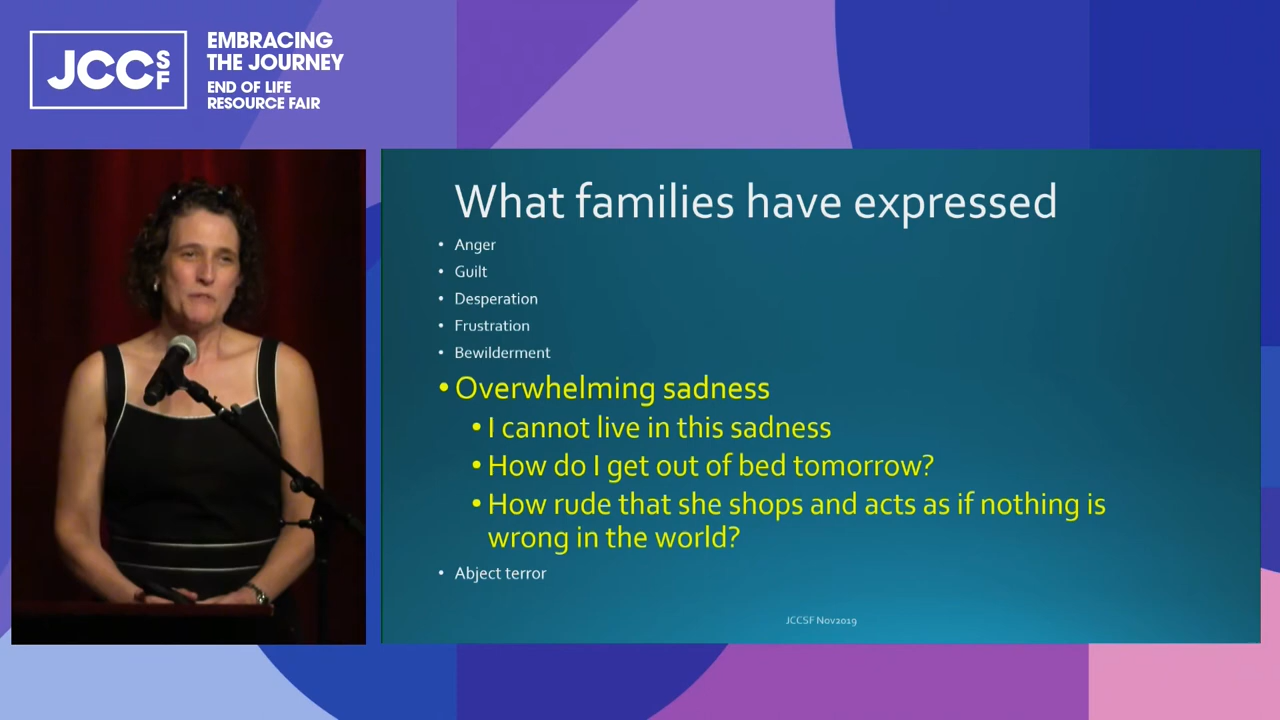 JCCSF
EMBRACING
THE JOURNEY
END OF LIFE
RESOURCE FAIR
What families have expressed
• Anger
• Guilt
• Desperation
• Frustration
• Bewilderment
• Overwhelming sadness
• I cannot live in this sadness
• How do I get out of bed tomorrow?
• How rude that she shops and acts as if nothing is
wrong in the world?
• Abject terror
JCCSF Nov2019